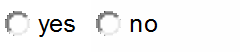 yes no